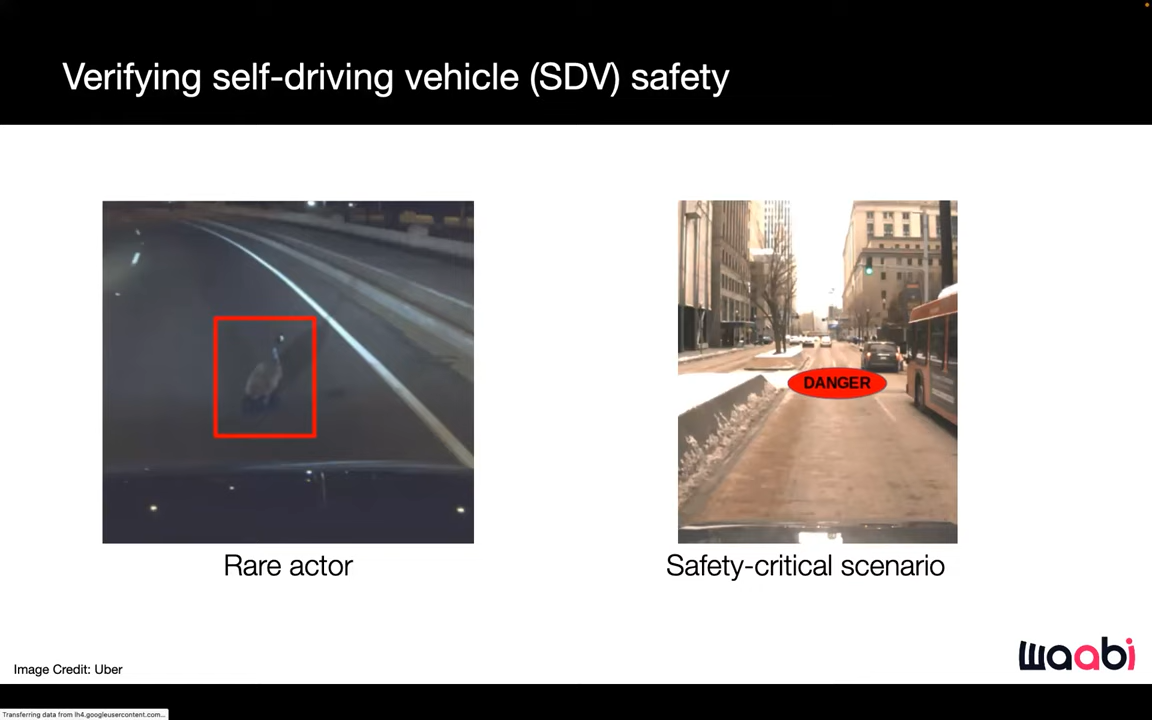 Verifying self-driving vehicle (SDV) safety
DANGER
Rare actor
Safety-critical scenario
Image Credit: Uber
waabi
Transferring data from lh4.googleusercontent.com...